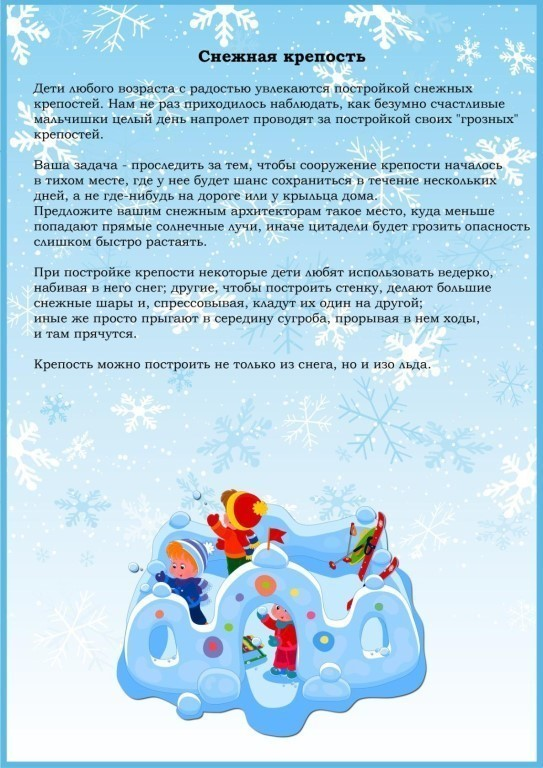 Снежная крепость
Дети любого возраста с радостью увлекаются постройкой снежных
крепостей. Нам не раз приходилось наблюдать, как безумно счастливые
мальчишки целый день напролет проводят за постройкой своих "грозных"
крепостей.
Ваша задача - проследить за тем, чтобы сооружение крепости началось
в тихом месте, где у нее будет шанс сохраниться в течение нескольких
дней, а не где-нибудь на дороге или у крыльца дома.
Предложите вашим снежным архитекторам такое место, куда меньше
попадают прямые солнечные лучи, иначе цитадели будет грозить опасность
слишком быстро растаять.
При постройке крепости некоторые дети любят использовать ведерко,
набивая в него снег; другие, чтобы построить стенку, делают большие
снежные шары и, спрессовывая, кладут их один на другой;
иные же просто прыгают в середину сугроба, прорывая в нем ходы,
и там прячутся.
Крепость можно построить не только из снега, но и изо льда.